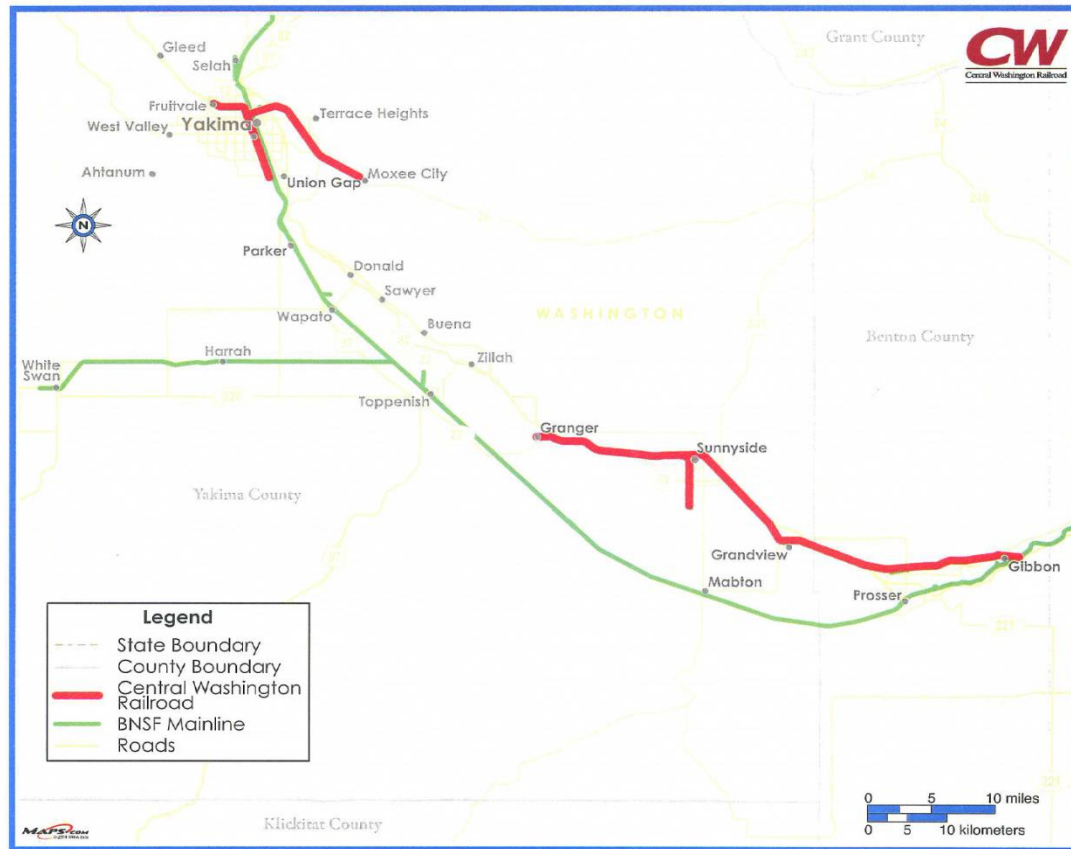 Grant County
CW
Central Washington Railroad
Gleed
Selah
Fruitvale
Terrace Heights
Yakima
West Valley
Ahtanum
Union Gap
Moxee City
N
Parker
Donald
Sawyer
Wapato
WASHINGTON
Buena
Benton County
Harrah
Zillah
White
Swan
Toppenish
Granger
Sunnyside
Yakima County
Grandview
Gibbon
Mabton
Prosser
Legend
State Boundary
County Boundary
Central Washington
Railroad
BNSF Mainline
Roads
0 5 10 miles
0 5 10 kilometers
Klickitat County
MAPS.com